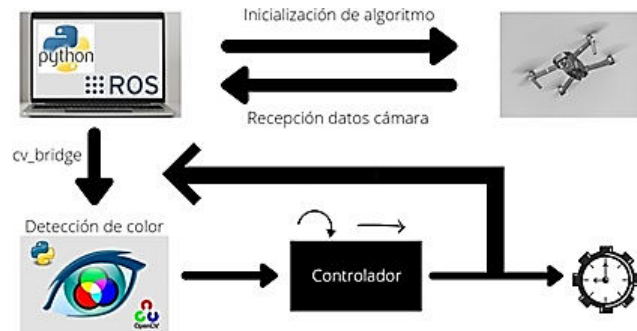 Inicialización de algoritmo
python
ROS
Recepción datos cámara
cv_bridge
Detección de color
Controlador
OpenCV